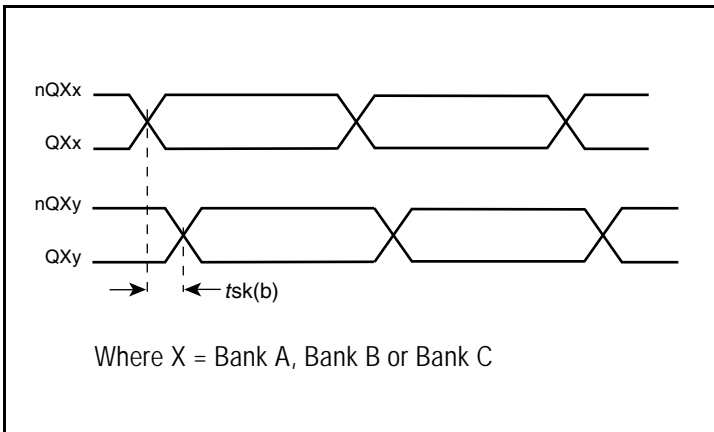 nQXx
QXx
nQXy
QXy
tsk(b)
Where X = Bank A, Bank B or Bank C